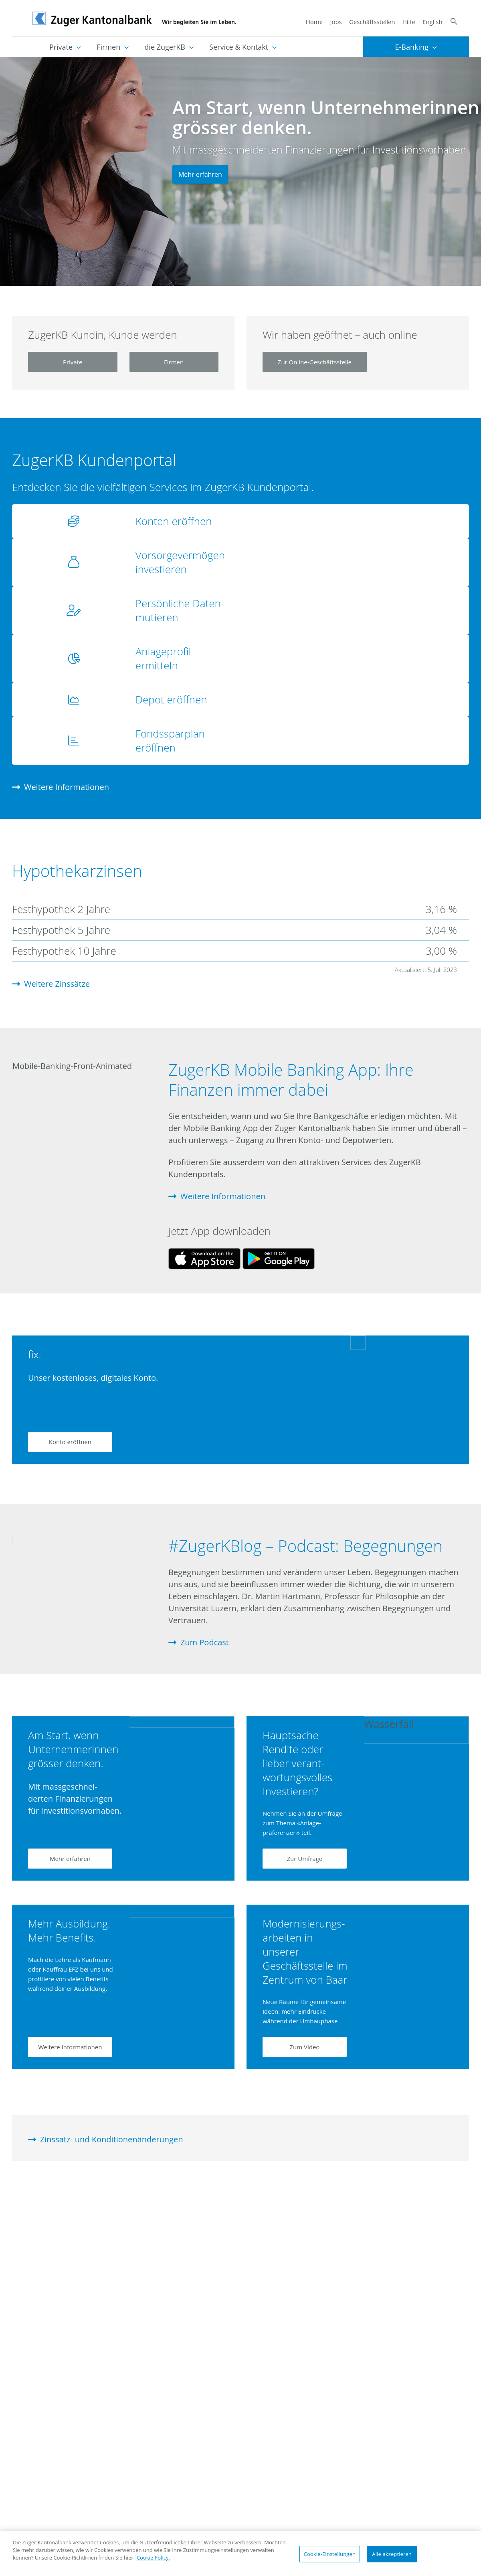 Zuger Kantonalbank
Wir begleiten Sie im Leben.
Home Jobs Geschäftsstellen Hilfe English
Private Firmen die ZugerKB Service & Kontakt E-Banking
Am Start, wenn Unternehmerinnen
grösser denken.
Mit massgeschneiderten Finanzierungen für Investitionsvorhaben.
Mehr erfahren
ZugerKB Kundin, Kunde werden
Private
Firmen
Wir haben geöffnet – auch online
Zur Online-Geschäftsstelle
ZugerKB Kundenportal
Entdecken Sie die vielfältigen Services im ZugerKB Kundenportal.
Konten eröffnen
Vorsorgevermögen
investieren
Persönliche Daten
mutieren
Anlageprofil
ermitteln
Depot eröffnen
Fondssparplan
eröffnen
Weitere Informationen
Hypothekarzinsen
Festhypothek 2 Jahre 3,16 %
Festhypothek 5 Jahre 3,04 %
Festhypothek 10 Jahre 3,00 %
Aktualisiert: 5. Juli 2023
Weitere Zinssätze
Mobile-Banking-Front-Animated
ZugerKB Mobile Banking App: Ihre
Finanzen immer dabei
Sie entscheiden, wann und wo Sie Ihre Bankgeschäfte erledigen möchten. Mit
der Mobile Banking App der Zuger Kantonalbank haben Sie immer und überall –
auch unterwegs – Zugang zu Ihren Konto- und Depotwerten.
Profitieren Sie ausserdem von den attraktiven Services des ZugerKB
Kundenportals.
Weitere Informationen
Jetzt App downloaden
Download on the
App Store
GET IT ON
Google Play
fix.
Unser kostenloses, digitales Konto.
Konto eröffnen
#ZugerKBlog – Podcast: Begegnungen
Begegnungen bestimmen und verändern unser Leben. Begegnungen machen
uns aus, und sie beeinflussen immer wieder die Richtung, die wir in unserem
Leben einschlagen. Dr. Martin Hartmann, Professor für Philosophie an der
Universität Luzern, erklärt den Zusammenhang zwischen Begegnungen und
Vertrauen.
Zum Podcast
Am Start, wenn
Unternehmerinnen
grösser denken.
Mit massgeschnei-
derten Finanzierungen
für Investitionsvorhaben.
Mehr erfahren
Wasserfall
Hauptsache
Rendite oder
lieber verant-
wortungsvolles
Investieren?
Nehmen Sie an der Umfrage
zum Thema «Anlage-
präferenzen» teil.
Zur Umfrage
Mehr Ausbildung.
Mehr Benefits.
Mach die Lehre als Kaufmann
oder Kauffrau EFZ bei uns und
profitiere von vielen Benefits
während deiner Ausbildung.
Weitere Informationen
Modernisierungs-
arbeiten in
unserer
Geschäftsstelle im
Zentrum von Baar
Neue Räume für gemeinsame
Ideen: mehr Eindrücke
während der Umbauphase
Zum Video
Zinssatz- und Konditionenänderungen
Die Zuger Kantonalbank verwendet Cookies, um die Nutzerfreundlichkeit ihrer Webseite zu verbessern. Möchten
Sie mehr darüber wissen, wie wir Cookies verwenden und wie Sie Ihre Zustimmungseinstellungen verwalten
können? Unsere Cookie-Richtlinien finden Sie hier Cookie Policy.
Cookie-Einstellungen
Alle akzeptieren